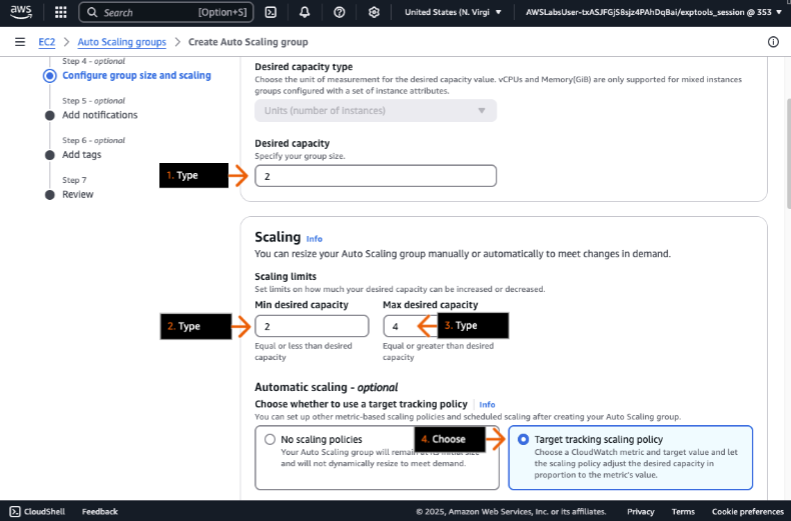 aws
Search [Option+S]
United States (N. Virgi
AWSLabsUser-txASJFGjS8sjz4PAhDqBai/exptools_session @ 353
EC2 > Auto Scaling groups > Create Auto Scaling group
Step 4 - optional
Configure group size and scaling
Step 5 - optional
Add notifications
Step 6 - optional
Add tags
Step 7
Review
Desired capacity type
Choose the unit of measurement for the desired capacity value. vCPUs and Memory(GiB) are only supported for mixed instances
groups configured with a set of instance attributes.
Units (number of instances)
Desired capacity
Specify your group size.
1. Type
2
Scaling Info
You can resize your Auto Scaling group manually or automatically to meet changes in demand.
Scaling limits
Set limits on how much your desired capacity can be increased or decreased.
Min desired capacity
Max desired capacity
2. Type
2
4
3. Type
Equal or less than desired
capacity
Equal or greater than desired
capacity
Automatic scaling - optional
Choose whether to use a target tracking policy Info
You can set up other metric-based scaling policies and scheduled scaling after creating your Auto Scaling group.
No scaling policies
Your Auto Scaling group will remain at its initial size
and will not dynamically resize to meet demand.
4. Choose
Target tracking scaling policy
Choose a CloudWatch metric and target value and let
the scaling policy adjust the desired capacity in
proportion to the metric's value.
CloudShell Feedback
© 2025, Amazon Web Services, Inc. or its affiliates. Privacy Terms Cookie preferences